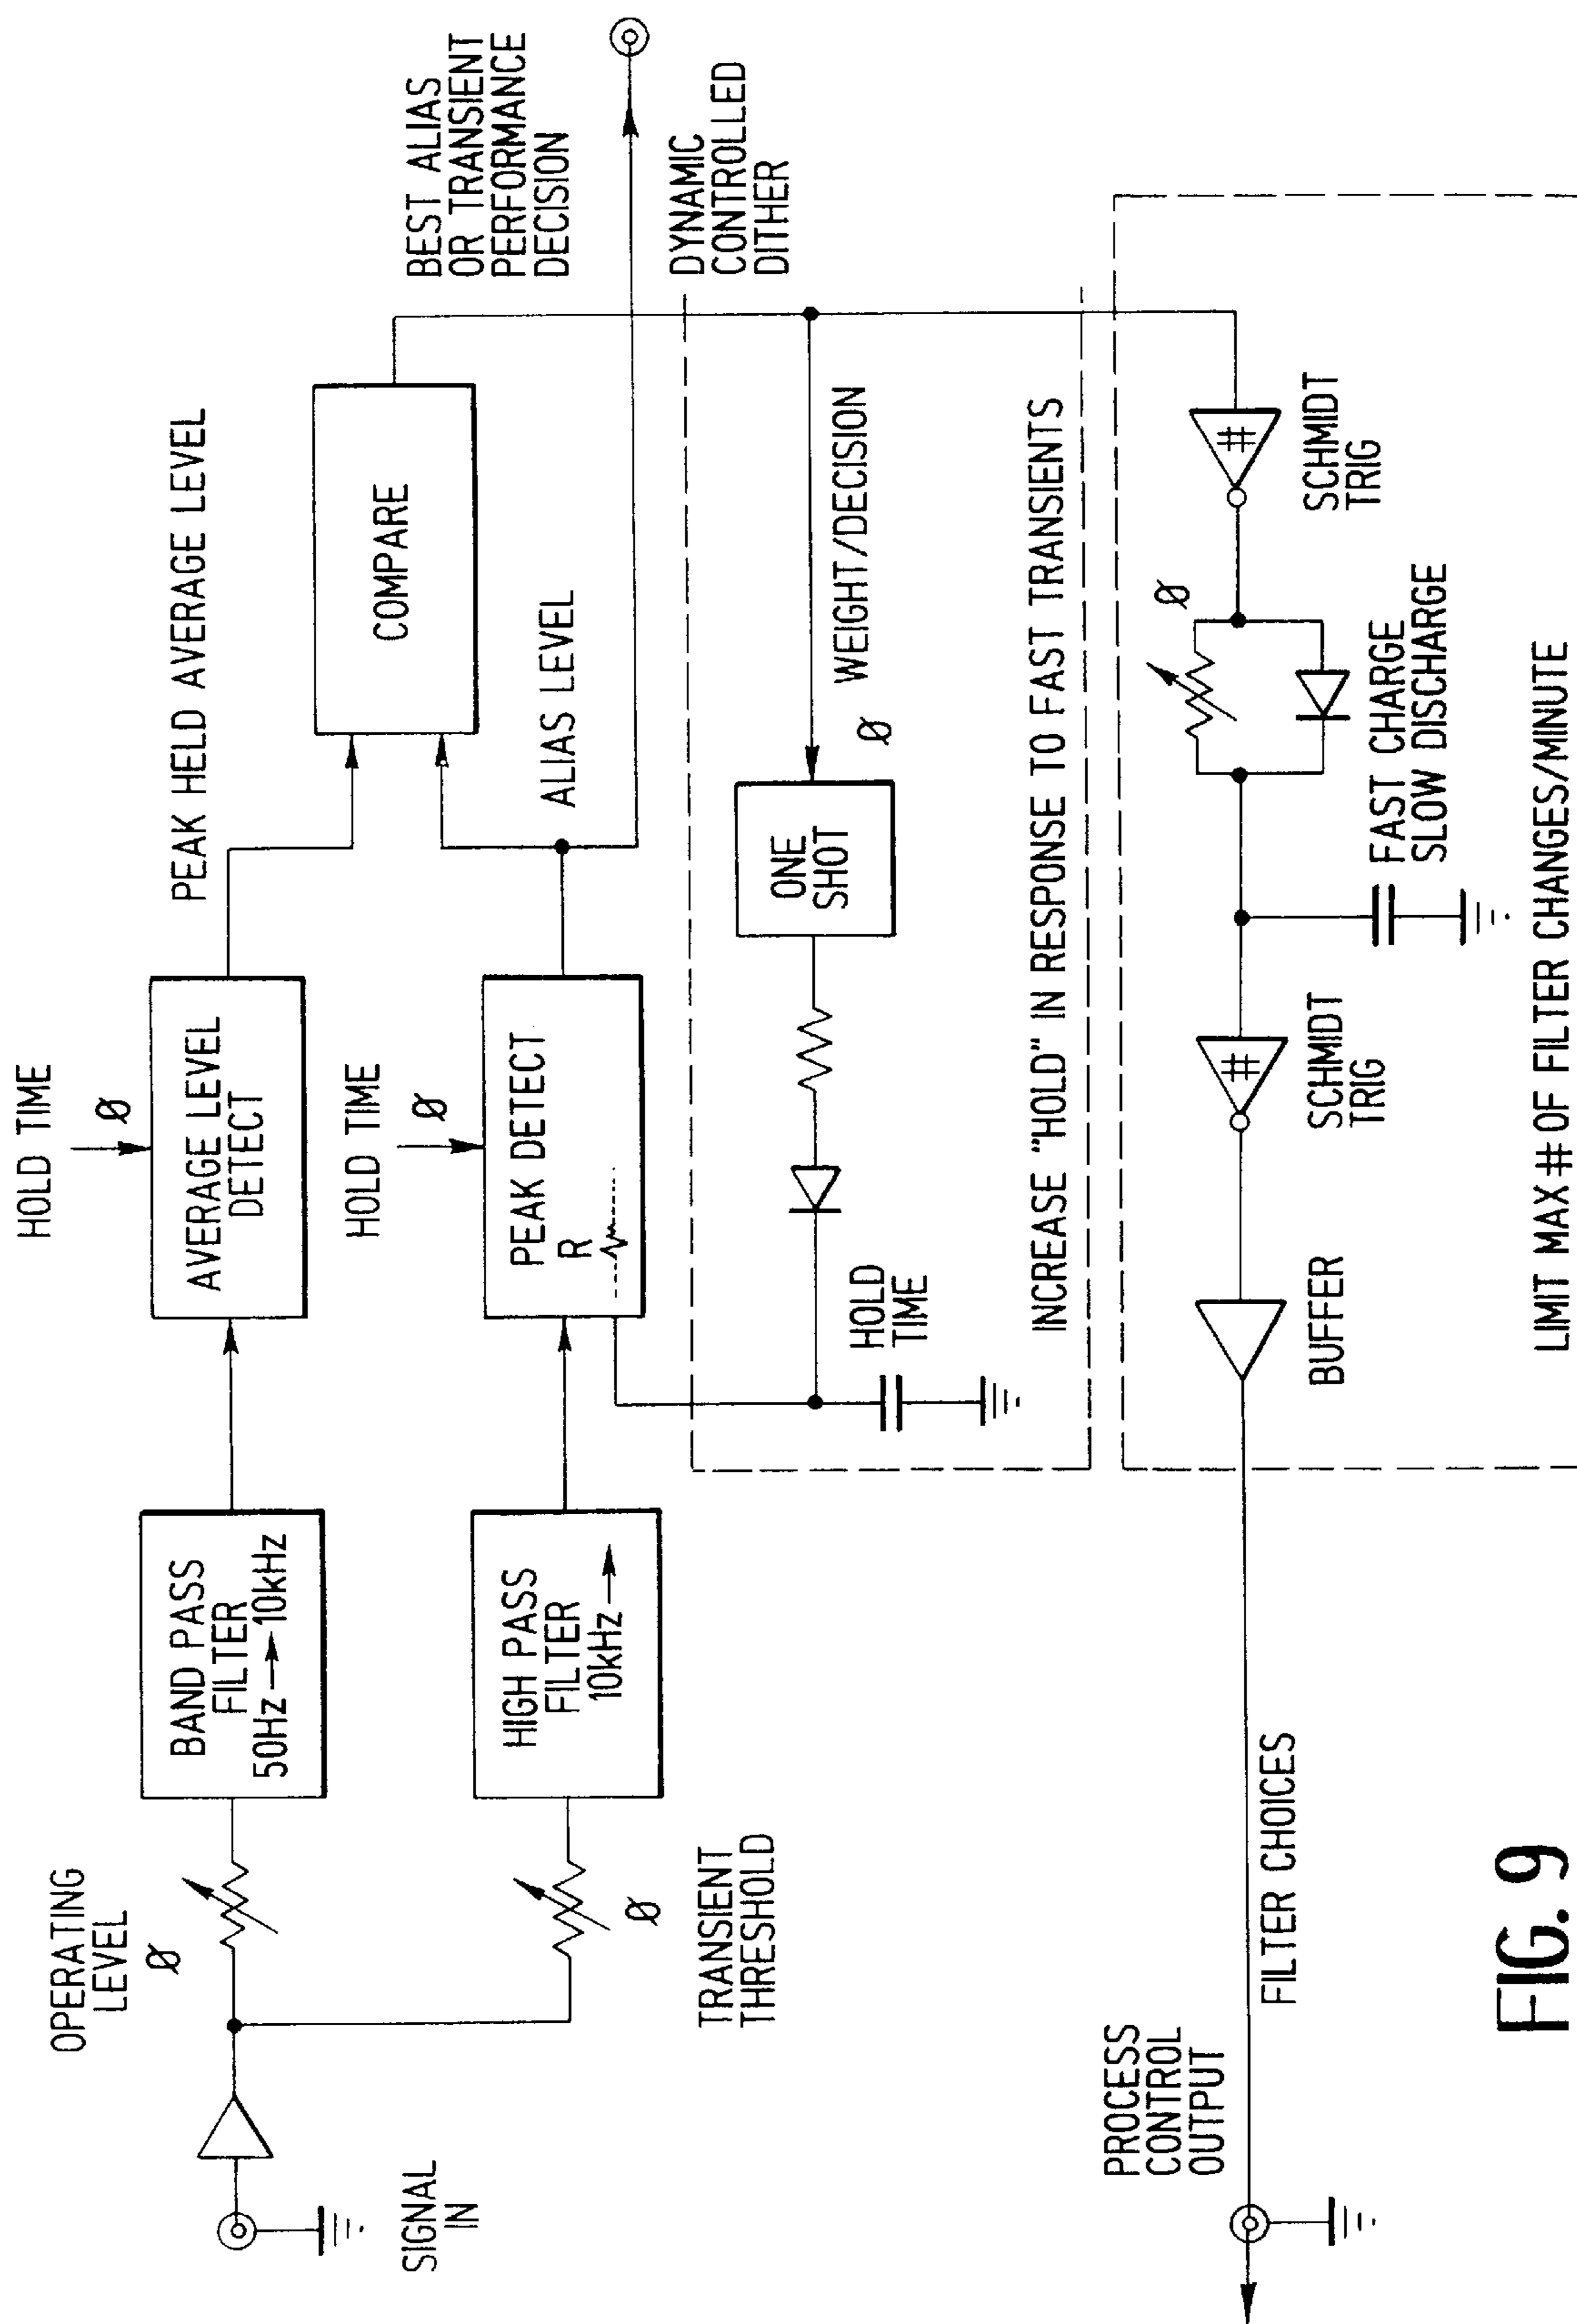 HOLD TIME
Ø
PEAK HELD AVERAGE LEVEL
OPERATING
LEVEL
Ø
BAND PASS
FILTER
50Hz → 10kHz
AVERAGE LEVEL
DETECT
COMPARE
BEST ALIAS
OR TRANSIENT
PERFORMANCE
DECISION
SIGNAL
IN
HOLD TIME
Ø
HIGH PASS
FILTER
10kHz →
PEAK DETECT
R
ALIAS LEVEL
Ø
TRANSIENT
THRESHOLD
DYNAMIC
CONTROLLED
DITHER
ONE
SHOT
WEIGHT/DECISION
Ø
HOLD
TIME
INCREASE "HOLD" IN RESPONSE TO FAST TRANSIENTS
PROCESS
CONTROL
OUTPUT
FILTER CHOICES
BUFFER
SCHMIDT
TRIG
Ø
FAST CHARGE
SLOW DISCHARGE
SCHMIDT
TRIG
LIMIT MAX # OF FILTER CHANGES/MINUTE
FIG. 9